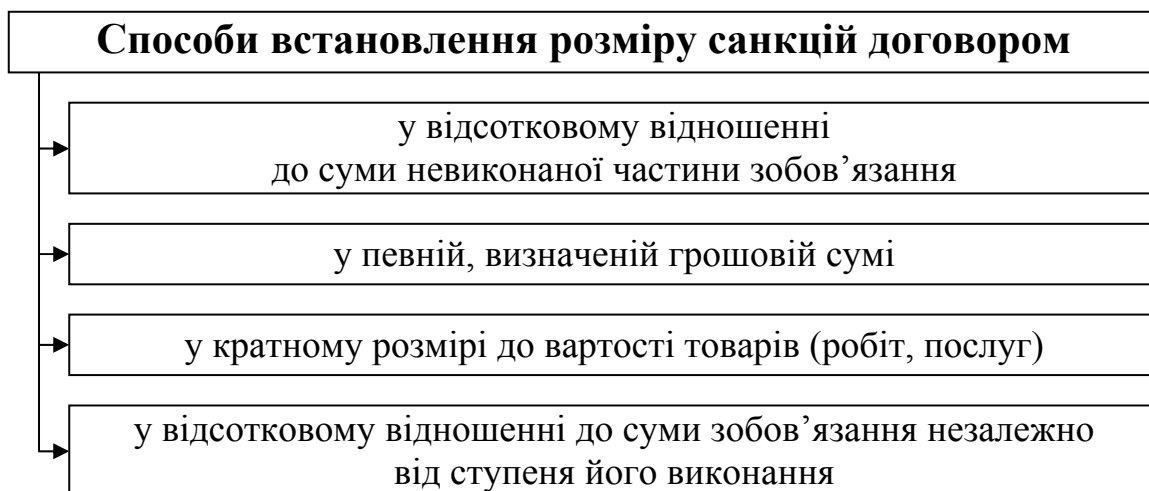 Способи встановлення розміру санкцій договором
у відсотковому відношенні
до суми невиконаної частини зобов’язання
у певній, визначеній грошовій сумі
у кратному розмірі до вартості товарів (робіт, послуг)
у відсотковому відношенні до суми зобов’язання незалежно
від ступеня його виконання